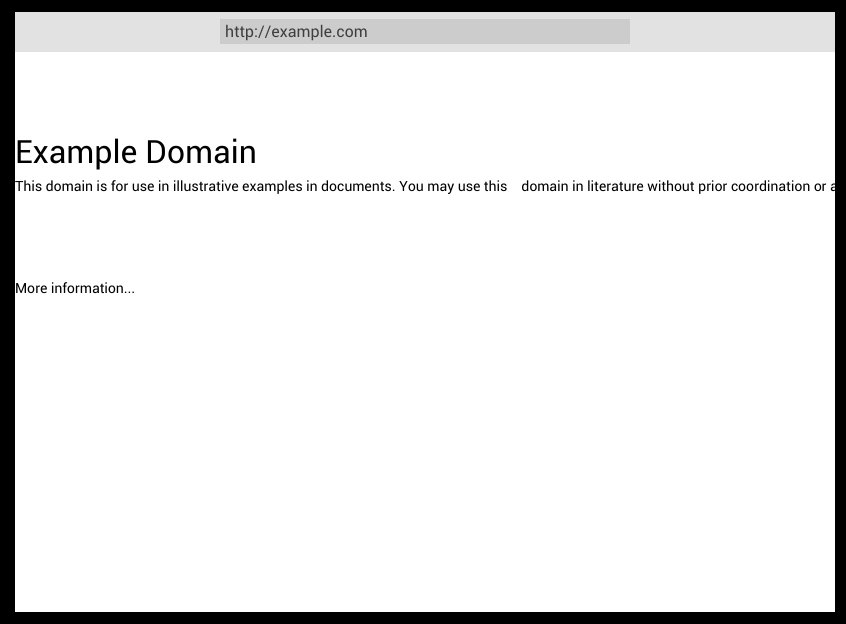 http://example.com
Example Domain
This domain is for use in illustrative examples in documents. You may use this domain in literature without prior coordination or
More information...